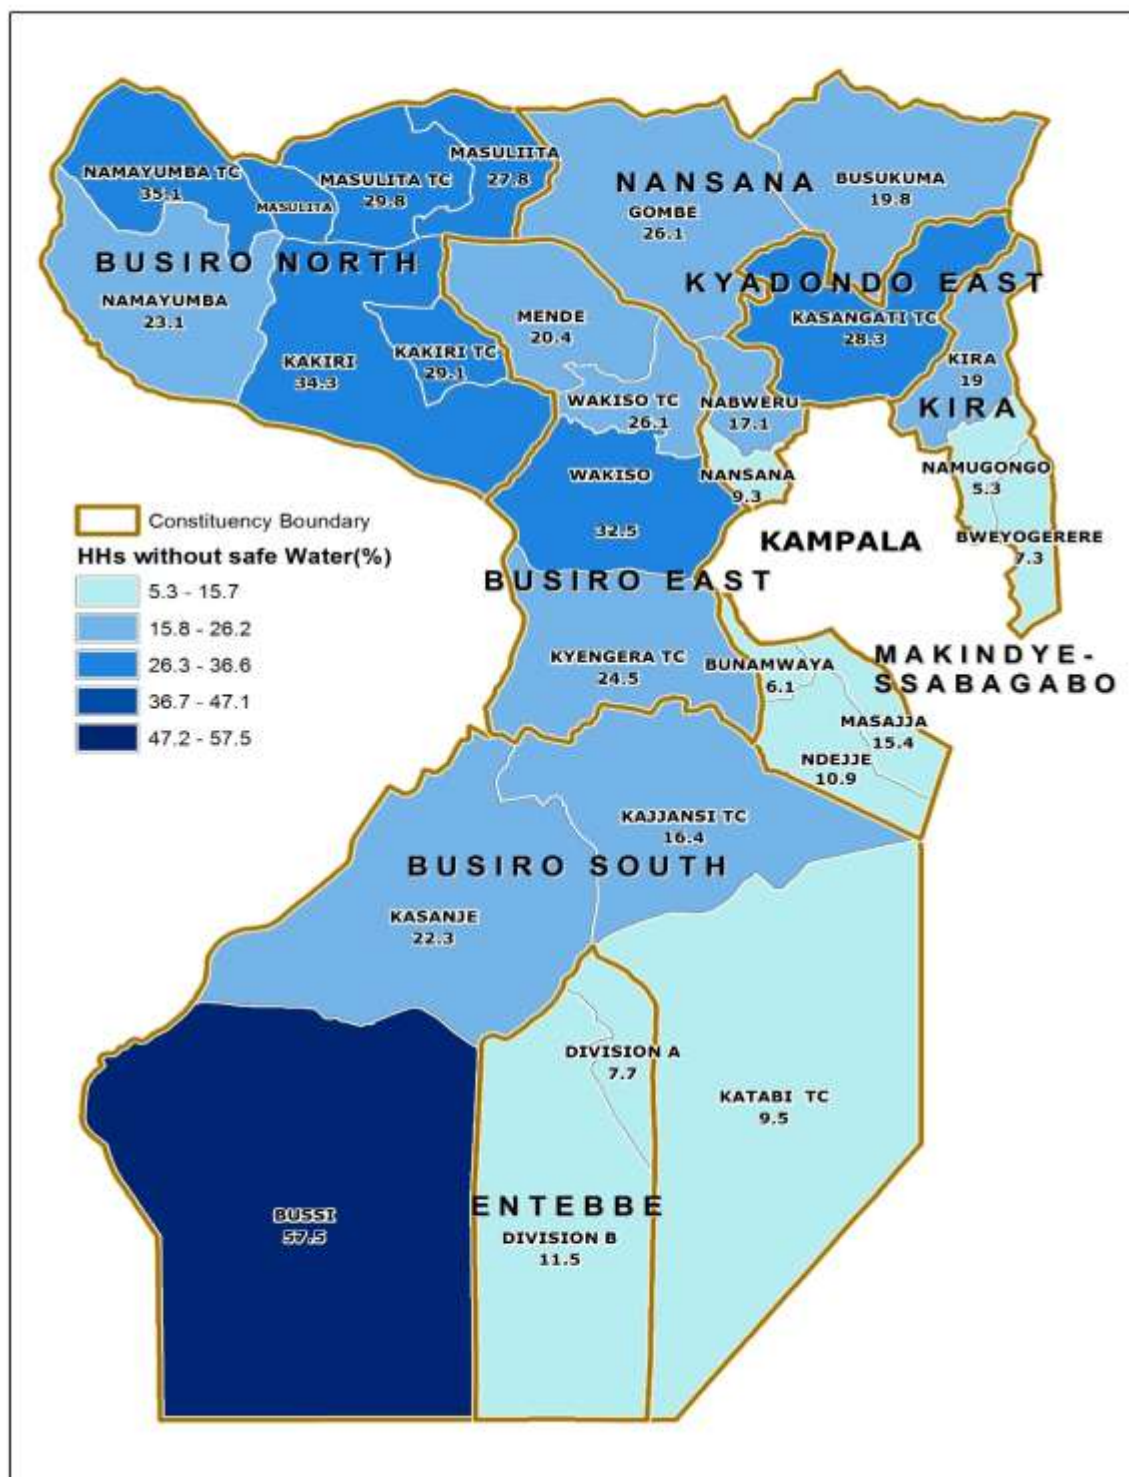 NAMAYUMBA TC
35.1
MASULITA
MASULITA TC
29.8
MASULIITA
27.8
NANSANA
GOMBE
26.1
BUSUKUMA
19.8
BUSIRO NORTH
NAMAYUMBA
23.1
KYADONDO EAST
KASANGATI TC
28.3
MENDE
20.4
KAKIRI
34.3
KAKIRI TC
29.1
KIRA
19
KIRA
WAKISO TC
26.1
NABWERU
17.1
WAKISO
32.5
NANSANA
9.3
NAMUGONGO
5.3
BWEYOGERERE
7.3
KAMPALA
Constituency Boundary
HHs without safe Water(%)
5.3 - 15.7
15.8 - 26.2
26.3 - 36.6
36.7 - 47.1
47.2 - 57.5
BUSIRO EAST
KYENGERA TC
24.5
BUNAMWAYA
6.1
MAKINDYE-
SSABAGABO
MASAJJA
15.4
NDEJJE
10.9
KAJJANSI TC
16.4
BUSIRO SOUTH
KASANJE
22.3
DIVISION A
7.7
KATABI TC
9.5
BUSSI
57.5
ENTEBBE
DIVISION B
11.5